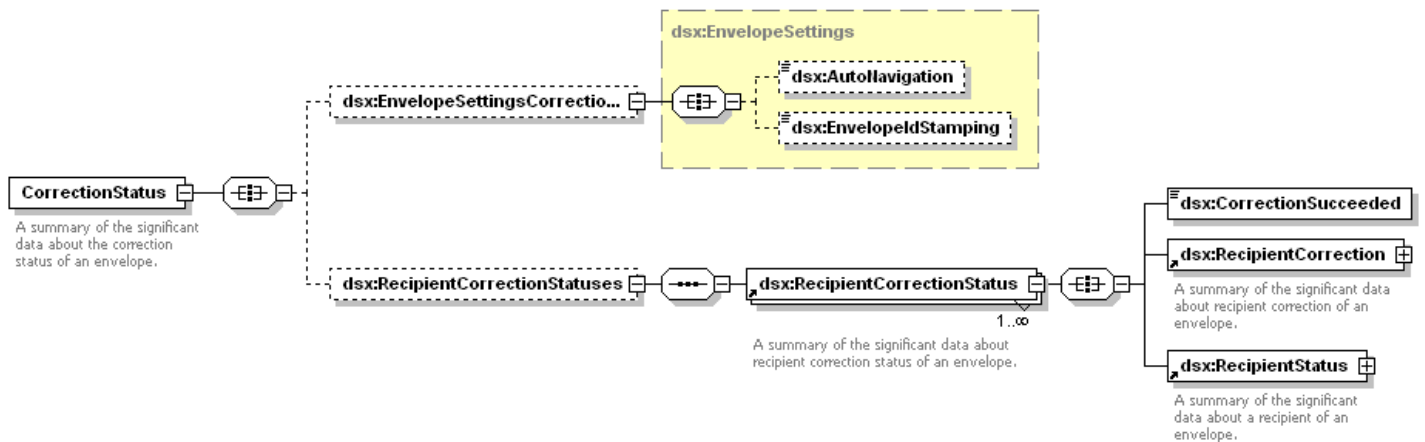 dsx:EnvelopeSettings
dsx:AutoNavigation
dsx:EnvelopeSettingsCorrectio...
dsx:EnvelopeIdStamping
CorrectionStatus
A summary of the significant
data about the correction
status of an envelope.
dsx:CorrectionSucceeded
dsx:RecipientCorrection
A summary of the significant data
about recipient correction of an
envelope.
dsx:RecipientCorrectionStatuses
dsx:RecipientCorrectionStatus
1..∞
A summary of the significant data about
recipient correction status of an envelope.
dsx:RecipientStatus
A summary of the significant
data about a recipient of an
envelope.